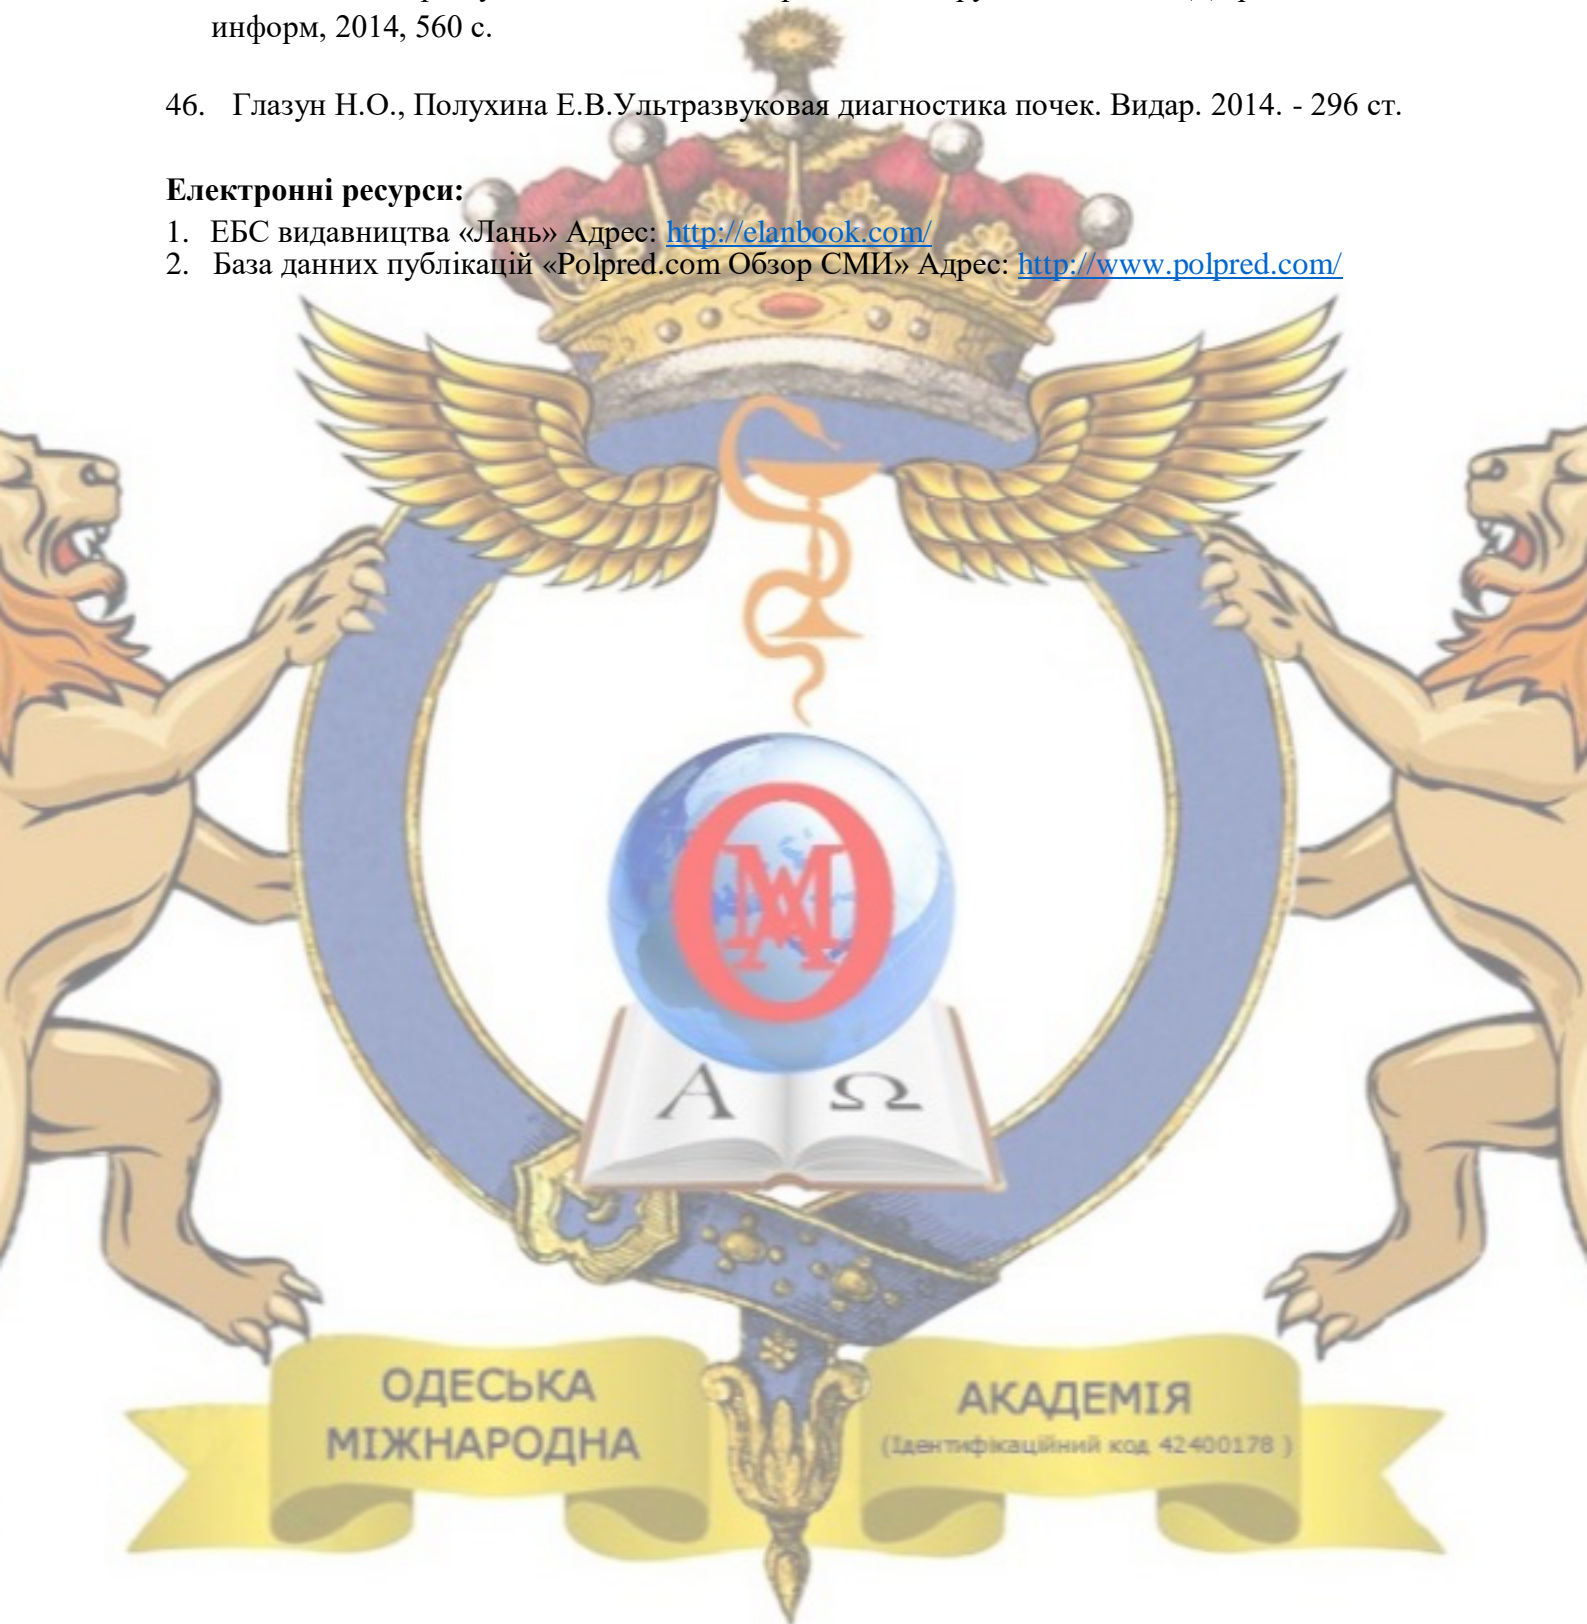 информ, 2014, 560 с.
46. Глазун Н.О., Полухина Е.В.Ультразвуковая диагностика почек. Видар. 2014. - 296 ст.
Електронні ресурси:
1. ЕБС видавництва «Лань» Адрес: http://elanbook.com/
2. База данних публікацій «Polpred.com Обзор СМИ» Адрес: http://www.polpred.com/
ОМА
Α Ω
ОДЕСЬКА
МІЖНАРОДНА
АКАДЕМІЯ
(Ідентифікаційний код 42400178 )